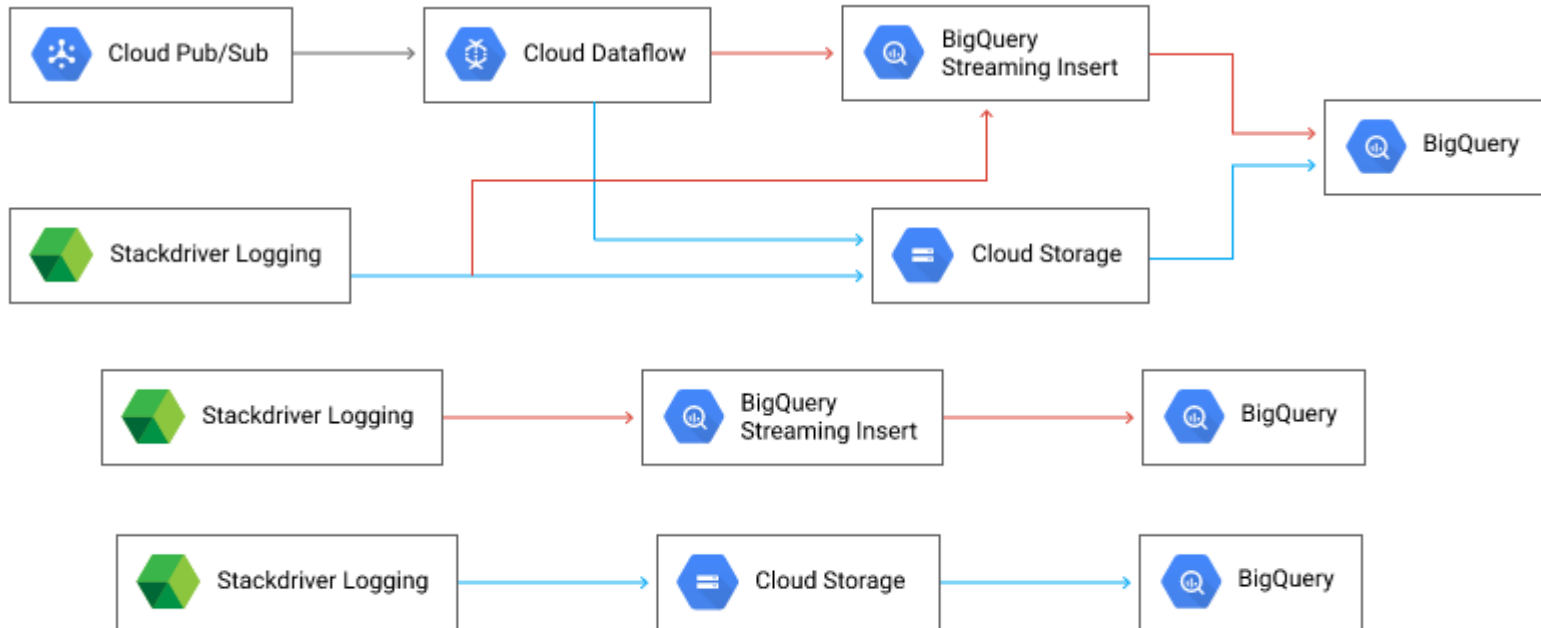 Cloud Pub/Sub
Cloud Dataflow
BigQuery
Streaming Insert
BigQuery
Stackdriver Logging
Cloud Storage
Stackdriver Logging
BigQuery
Streaming Insert
BigQuery
Stackdriver Logging
Cloud Storage
BigQuery